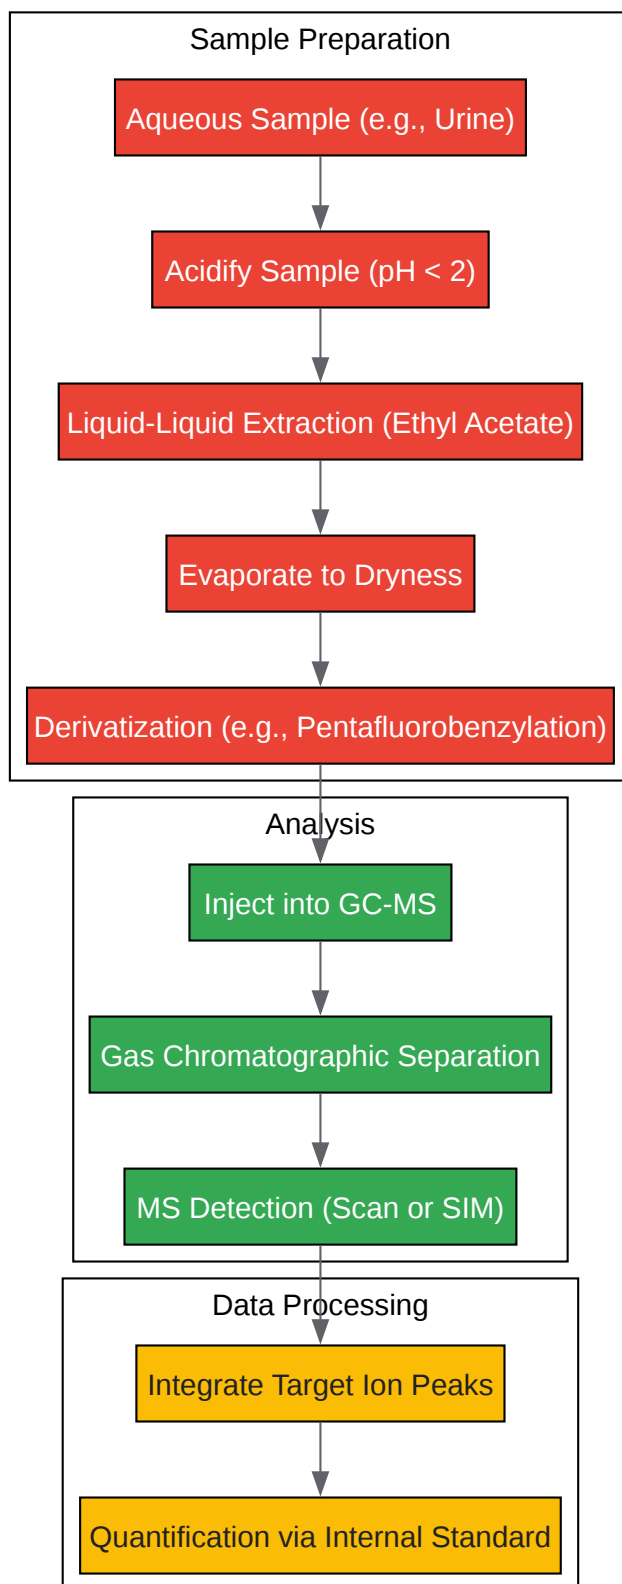 Sample Preparation
Aqueous Sample (e.g., Urine)
Acidify Sample (pH < 2)
Liquid-Liquid Extraction (Ethyl Acetate)
Evaporate to Dryness
Derivatization (e.g., Pentafluorobenzylation)
Analysis
Inject into GC-MS
Gas Chromatographic Separation
MS Detection (Scan or SIM)
Data Processing
Integrate Target Ion Peaks
Quantification via Internal Standard